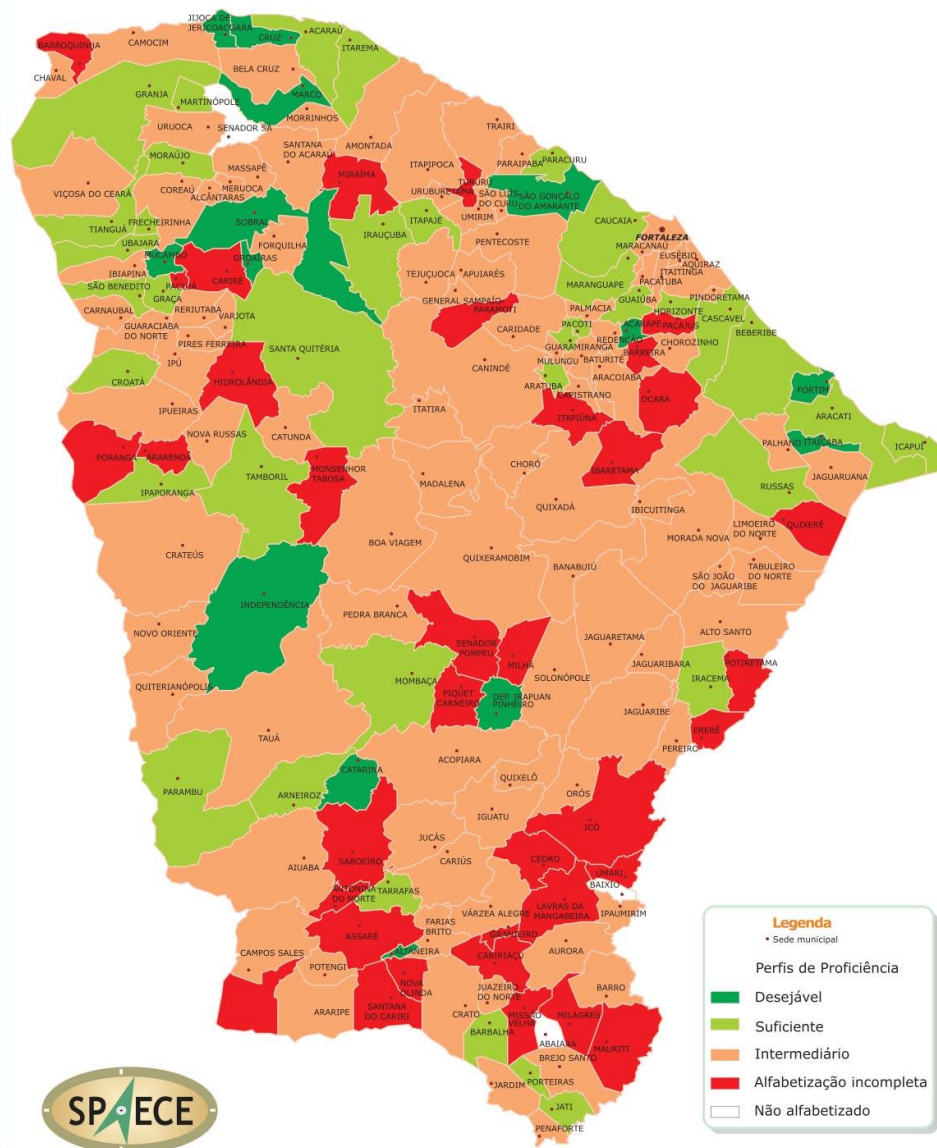 JIJOCA DE
JERICOACOARA
CRUZ
ACARAÚ
ITAREMA
BARROQUINHA
CAMOCIM
CHAVAL
BELA CRUZ
GRANJA
MARCO
MARTINÓPOLE
MORRINHOS
URUOCA
SENADOR SÁ
TRAIRI
SANTANA
DO ACARAÚ
AMONTADA
MORAÚJO
MASSAPÊ
MIRAÍMA
ITAPIPOCA
PARAIPABA
PARACURU
COREAÚ
MERUOCA
ALCÂNTARAS
VIÇOSA DO CEARÁ
URUBURETAMA
TURURU
SÃO LUÍS
DO CURU
SÃO GONÇALO
DO AMARANTE
UMIRIM
TIANGUÁ
FRECHEIRINHA
SOBRAL
IRAUÇUBA
ITAPAJÉ
CAUCAIA
UBAJARA
FORQUILHA
PENTECOSTE
FORTALEZA
MUCAMBO
GROAÍRAS
MARACANAÚ
EUSÉBIO
AQUIRAZ
IBIAPINA
PACUJÁ
CARIRÉ
TEJUÇUOCA
APUIARÉS
ITAITINGA
PACATUBA
SÃO BENEDITO
GRAÇA
MARANGUAPE
GUAIÚBA
PINDORETAMA
GENERAL SAMPAIO
HORIZONTE
CARNAUBAL
RERIUTABA
VARJOTA
PARAMOTI
PALMÁCIA
CASCAVEL
GUARACIABA
DO NORTE
PACOTI
ACARAPE
PACAJUS
BEBERIBE
PIRES FERREIRA
CARIDADE
REDENÇÃO
GUARAMIRANGA
BARREIRA
CHOROZINHO
IPÚ
SANTA QUITÉRIA
MULUNGU
BATURITÉ
CROATÁ
HIDROLÂNDIA
CANINDÉ
ARATUBA
ARACOIABA
CAPISTRANO
OCARA
FORTIM
IPUEIRAS
ITATIRA
ITAPIÚNA
ARACATI
NOVA RUSSAS
CATUNDA
PORANGA
ARARENDÁ
MONSENHOR
TABOSA
CHORÓ
IBARETAMA
PALHANO
ITAIÇABA
ICAPUÍ
IPAPORANGA
TAMBORIL
MADALENA
JAGUARUANA
QUIXADÁ
RUSSAS
IBICUITINGA
CRATEÚS
BOA VIAGEM
QUIXERAMOBIM
MORADA NOVA
LIMOEIRO
DO NORTE
QUIXERÊ
BANABUIÚ
SÃO JOÃO
DO JAGUARIBE
TABULEIRO
DO NORTE
INDEPENDÊNCIA
PEDRA BRANCA
NOVO ORIENTE
SENADOR
POMPEU
MILHÃ
JAGUARETAMA
ALTO SANTO
QUITERIANÓPOLIS
MOMBAÇA
SOLONÓPOLE
JAGUARIBARA
POTIRETAMA
IRACEMA
PIQUET
CARNEIRO
DEP. IRAPUAN
PINHEIRO
JAGUARIBE
TAUÁ
ERERÊ
PEREIRO
ACOPIARA
CATARINA
PARAMBU
ARNEIROZ
QUIXELÔ
ORÓS
IGUATU
ICÓ
JUCÁS
CARIÚS
AIUABA
SABOEIRO
CEDRO
UMARI
BAIXIO
ANTONINA
DO NORTE
TARRAFAS
LAVRAS DA
MANGABEIRA
IPAUMIRIM
VÁRZEA ALEGRE
ASSARÉ
FARIAS
BRITO
GRANJEIRO
CAMPOS SALES
ALTANEIRA
CARIRIAÇU
AURORA
POTENGI
NOVA
OLINDA
JUAZEIRO
DO NORTE
BARRO
ARARIPE
SANTANA
DO CARIRI
CRATO
MISSÃO
VELHA
MILAGRES
BARBALHA
ABAIARA
MAURITI
BREJO SANTO
JARDIM
PORTEIRAS
JATI
PENAFORTE
Legenda
Sede municipal
Perfis de Proficiência
Desejável
Suficiente
Intermediário
Alfabetização incompleta
Não alfabetizado
SPAECE